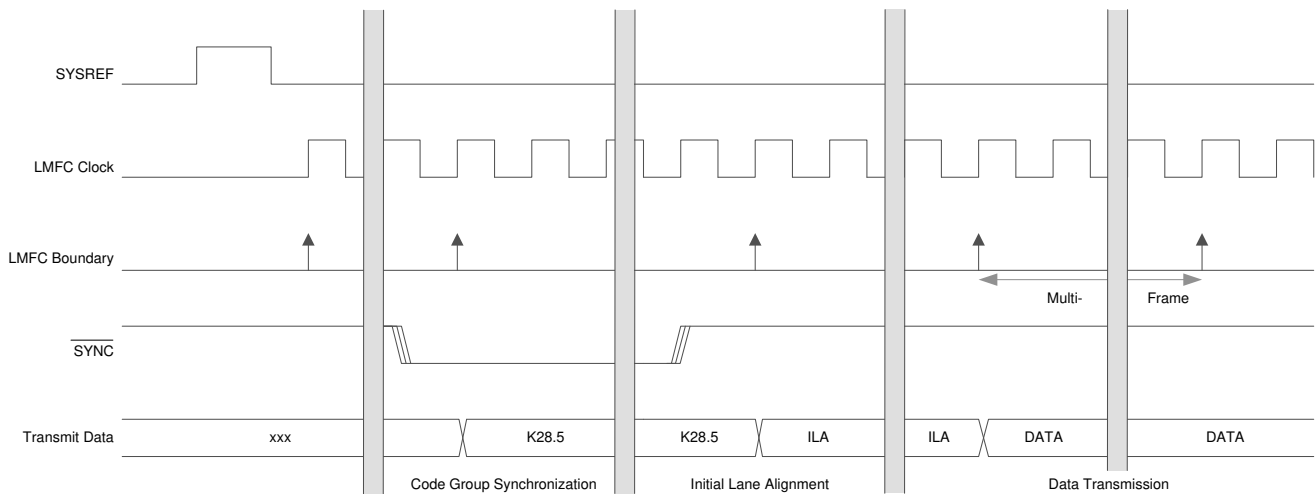 SYSREF
LMFC Clock
LMFC Boundary
Multi- Frame
SYNC
Transmit Data xxx K28.5 K28.5 ILA ILA DATA DATA
Code Group Synchronization Initial Lane Alignment Data Transmission